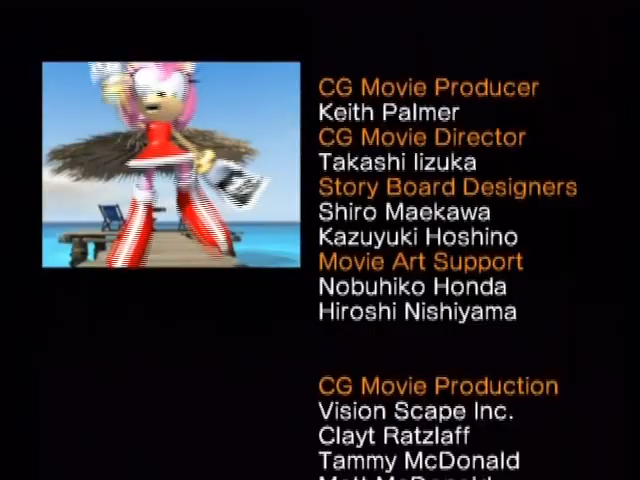 CG Movie Producer
Keith Palmer
CG Movie Director
Takashi Iizuka
Story Board Designers
Shiro Maekawa
Kazuyuki Hoshino
Movie Art Support
Nobuhiko Honda
Hiroshi Nishiyama
CG Movie Production
Vision Scape Inc.
Clayt Ratzlaff
Tammy McDonald